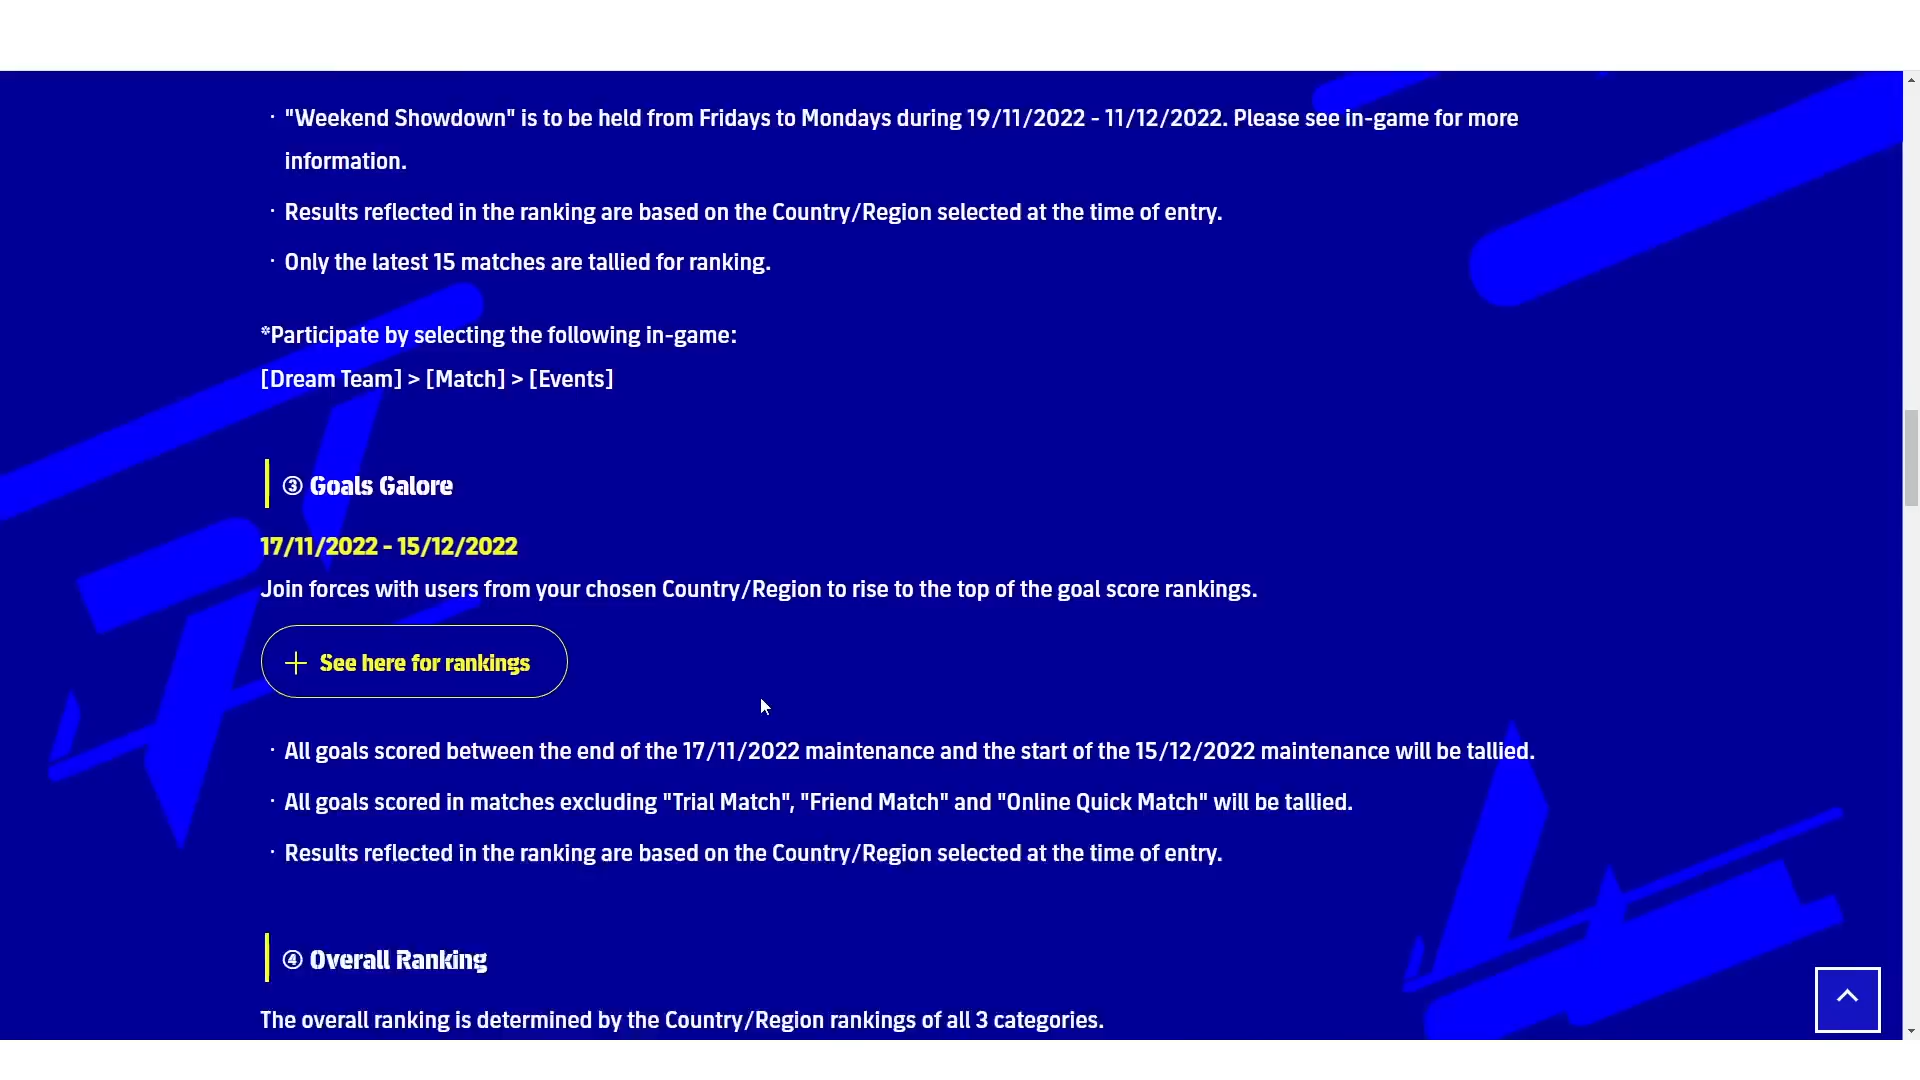 · "Weekend Showdown" is to be held from Fridays to Mondays during 19/11/2022 - 11/12/2022. Please see in-game for more
information.
· Results reflected in the ranking are based on the Country/Region selected at the time of entry.
· Only the latest 15 matches are tallied for ranking.
*Participate by selecting the following in-game:
[Dream Team] > [Match] > [Events]
③ Goals Galore
17/11/2022 - 15/12/2022
Join forces with users from your chosen Country/Region to rise to the top of the goal score rankings.
+ See here for rankings
· All goals scored between the end of the 17/11/2022 maintenance and the start of the 15/12/2022 maintenance will be tallied.
· All goals scored in matches excluding "Trial Match", "Friend Match" and "Online Quick Match" will be tallied.
· Results reflected in the ranking are based on the Country/Region selected at the time of entry.
④ Overall Ranking
The overall ranking is determined by the Country/Region rankings of all 3 categories.